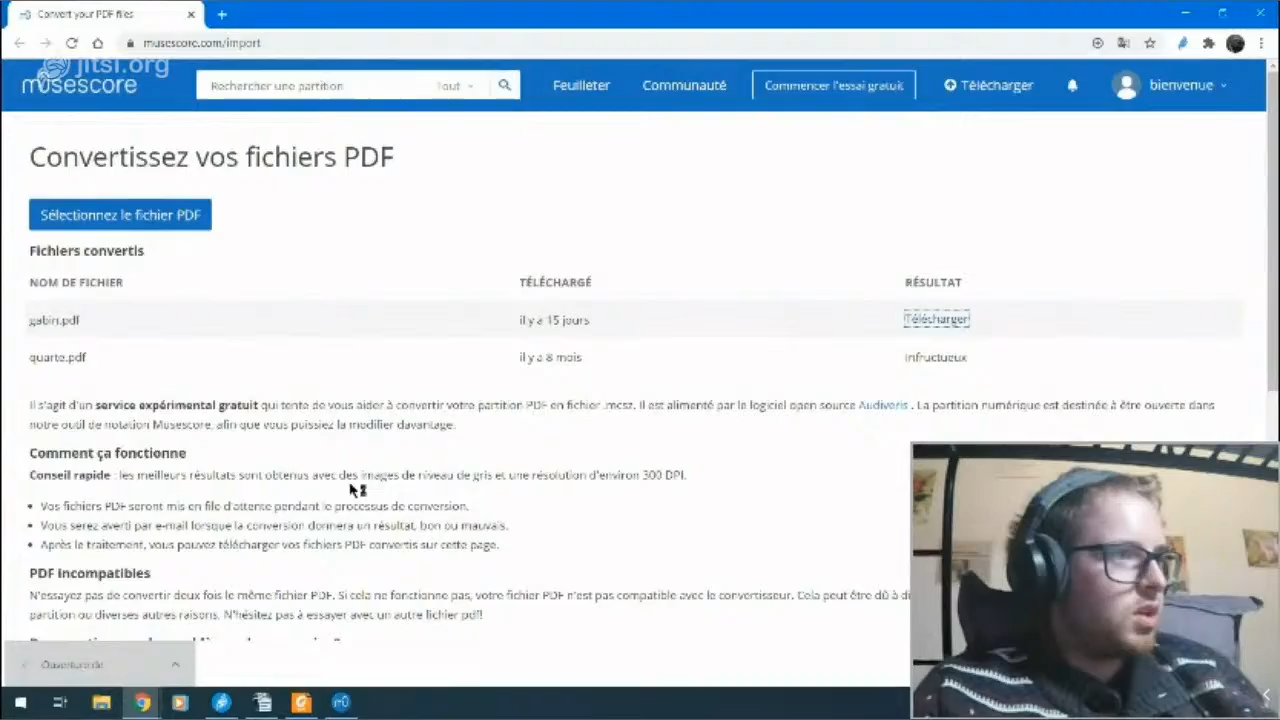 Convert your PDF files
musescore.com/import
jitsi.org
musescore
Rechercher une partition
Tout
Feuilleter
Communauté
Commencer l'essai gratuit
Télécharger
bienvenue
Convertissez vos fichiers PDF
Sélectionnez le fichier PDF
Fichiers convertis
NOM DE FICHIER TÉLÉCHARGÉ RÉSULTAT
gabin.pdf il y a 15 jours Télécharger
quarte.pdf il y a 8 mois Infructueux
Il s'agit d'un service expérimental gratuit qui tente de vous aider à convertir votre partition PDF en fichier .mcsz. Il est alimenté par le logiciel open source Audiveris . La partition numérique est destinée à être ouverte dans
notre outil de notation Musescore, afin que vous puissiez la modifier davantage.
Comment ça fonctionne
Conseil rapide : les meilleurs résultats sont obtenus avec des images de niveau de gris et une résolution d'environ 300 DPI.
Vos fichiers PDF seront mis en file d'attente pendant le processus de conversion.
Vous serez averti par e-mail lorsque la conversion donnera un résultat, bon ou mauvais.
Après le traitement, vous pouvez télécharger vos fichiers PDF convertis sur cette page.
PDF incompatibles
N'essayez pas de convertir deux fois le même fichier PDF. Si cela ne fonctionne pas, votre fichier PDF n'est pas compatible avec le convertisseur. Cela peut être dû à
partition ou diverses autres raisons. N'hésitez pas à essayer avec un autre fichier pdf!
Ouverture de